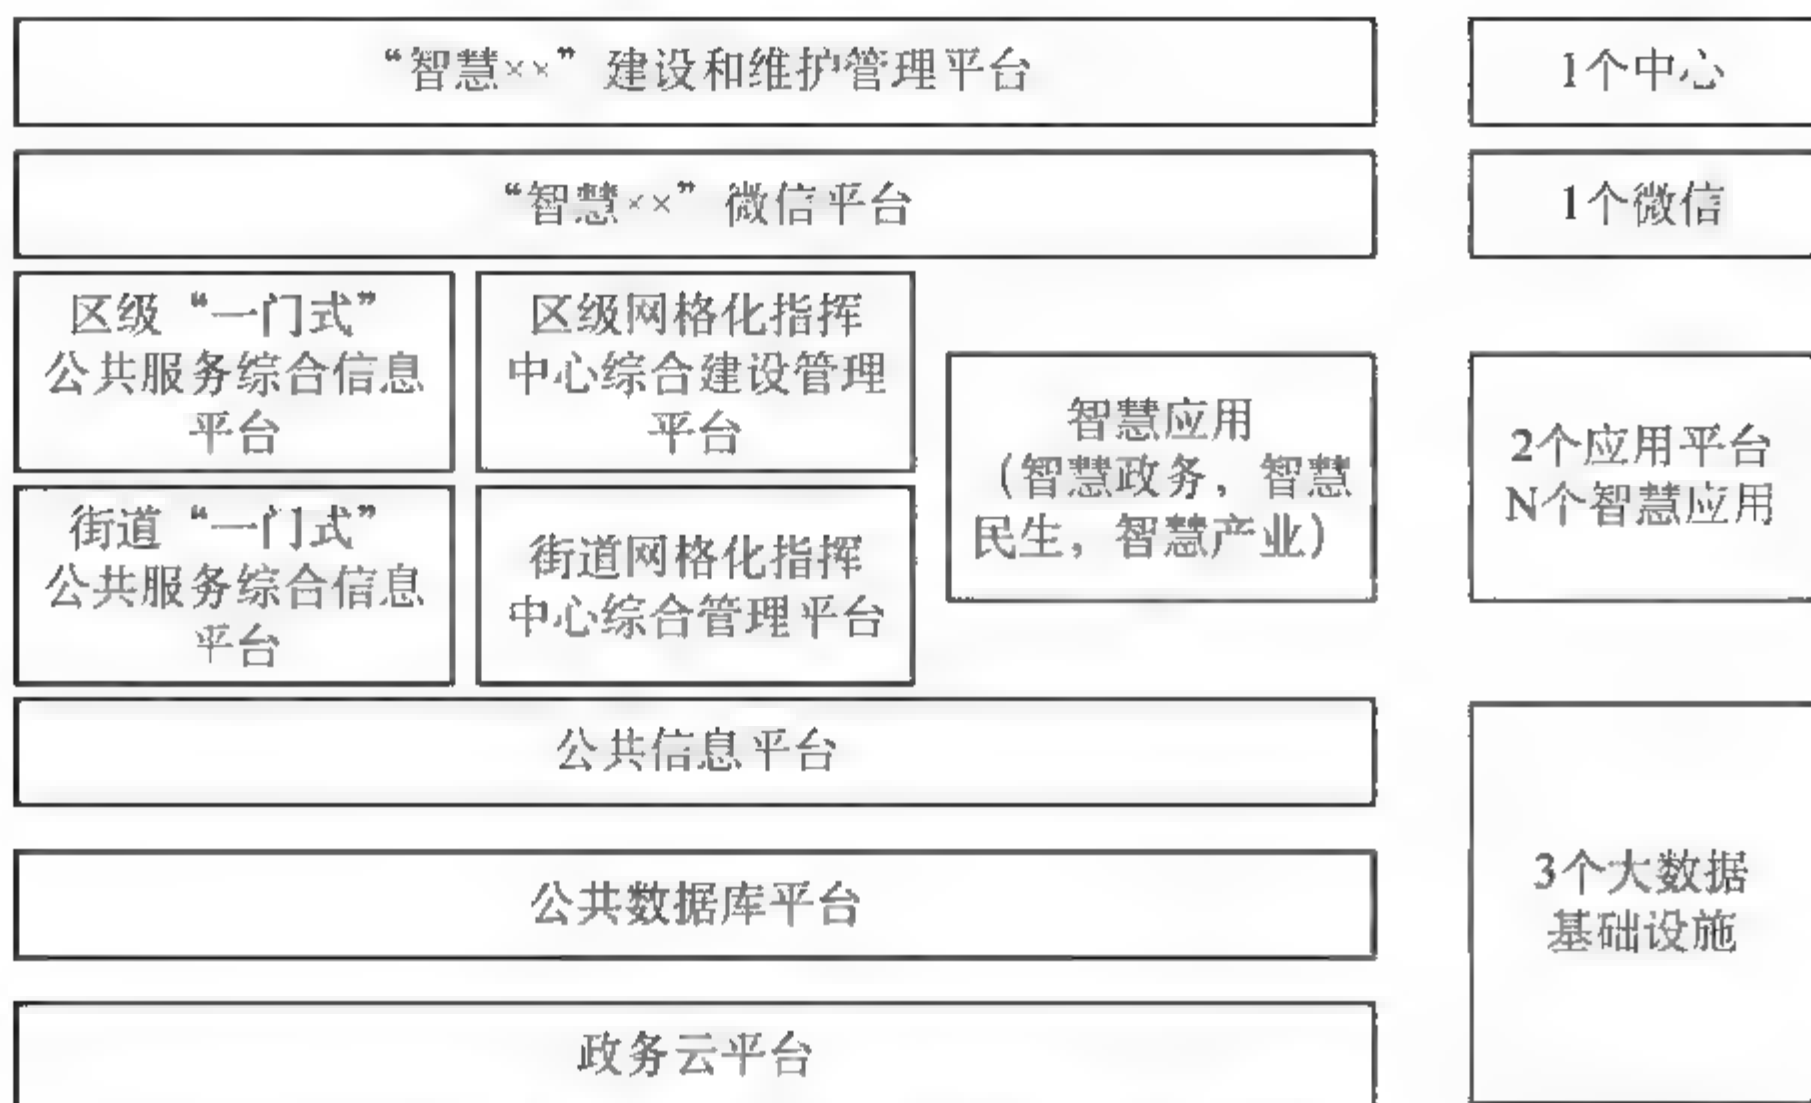 “智慧××”建设和维护管理平台
1个中心
“智慧××”微信平台
1个微信
区级“一门式”
公共服务综合信息
平台
区级网格化指挥
中心综合建设管理
平台
街道“一门式”
公共服务综合信息
平台
街道网格化指挥
中心综合管理平台
智慧应用
（智慧政务，智慧
民生，智慧产业）
2个应用平台
N个智慧应用
公共信息平台
公共数据库平台
政务云平台
3个大数据
基础设施